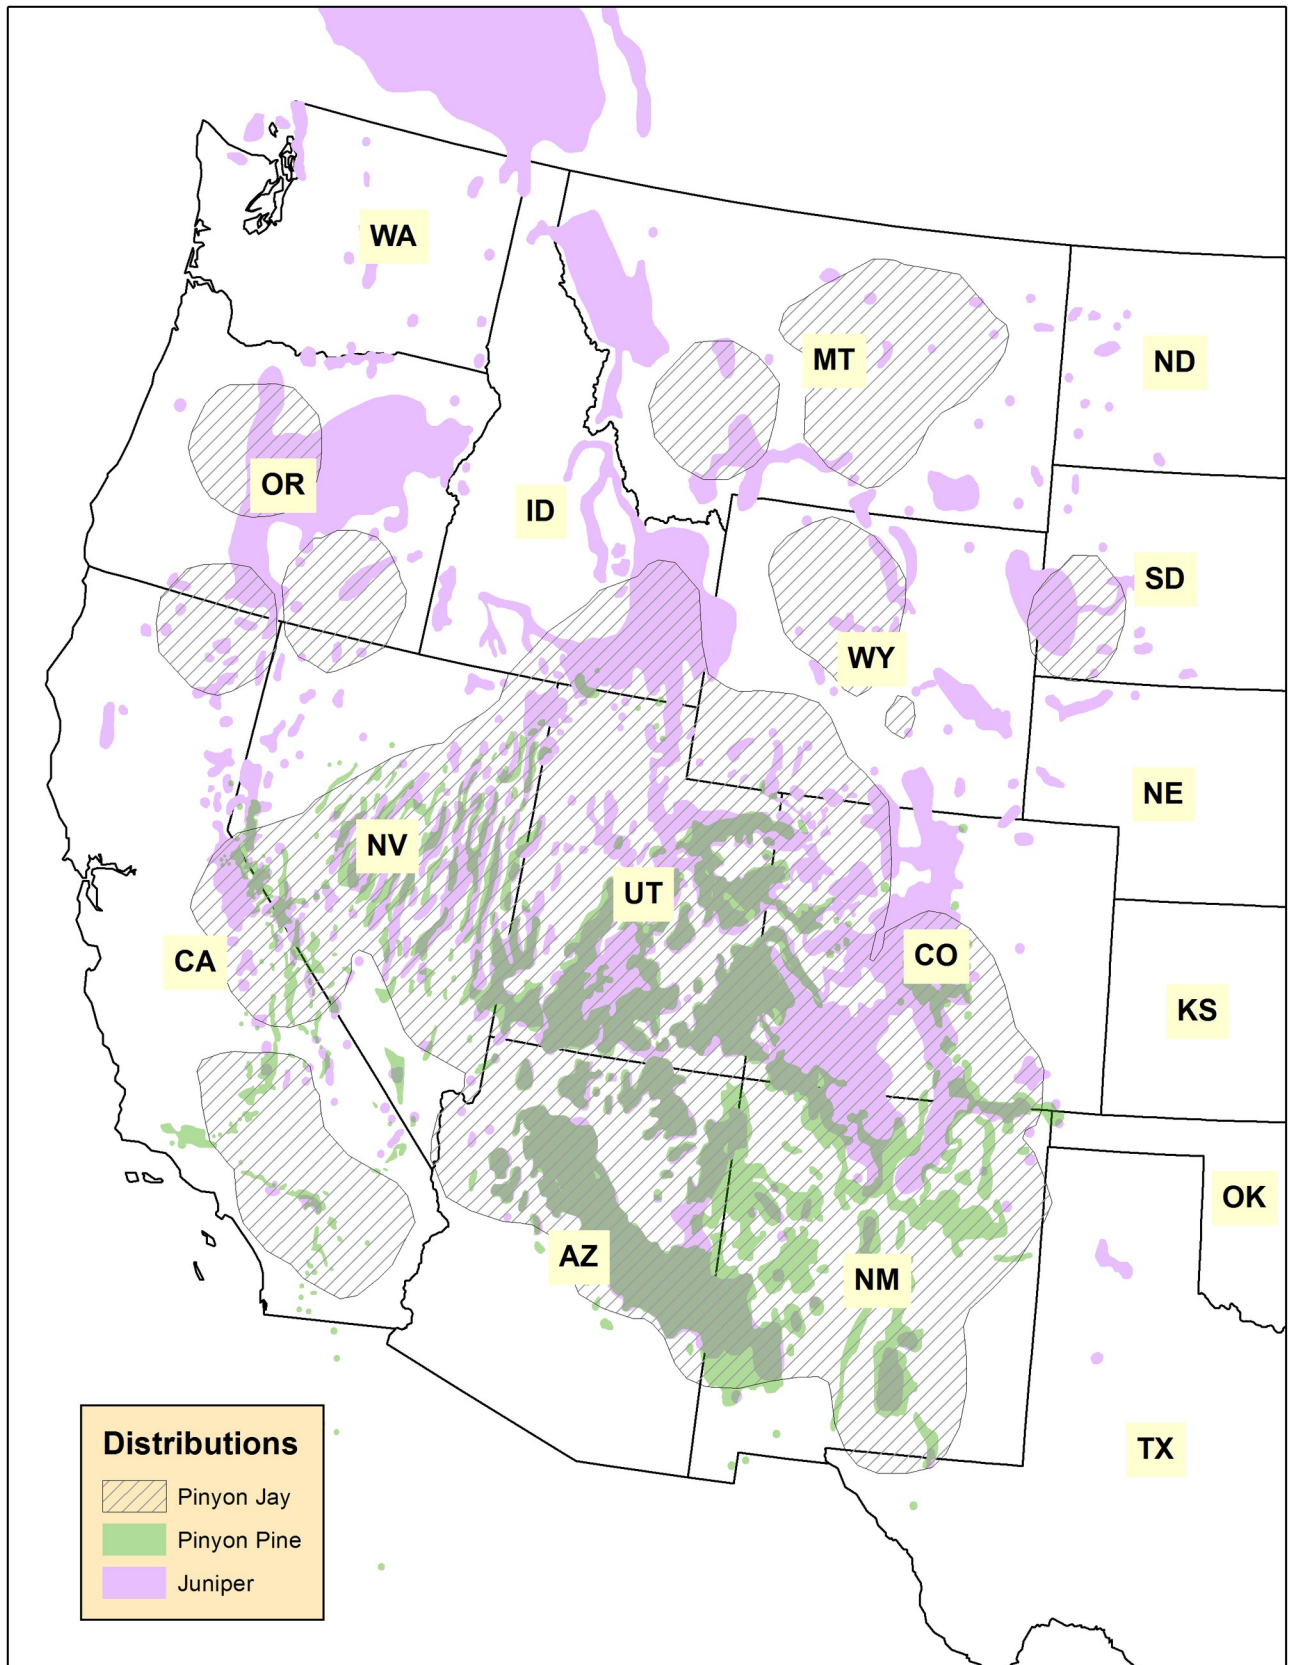 WA
MT
ND
OR
ID
SD
WY
NV
NE
UT
CA
CO
KS
OK
AZ
NM
TX
Distributions
Pinyon Jay
Pinyon Pine
Juniper